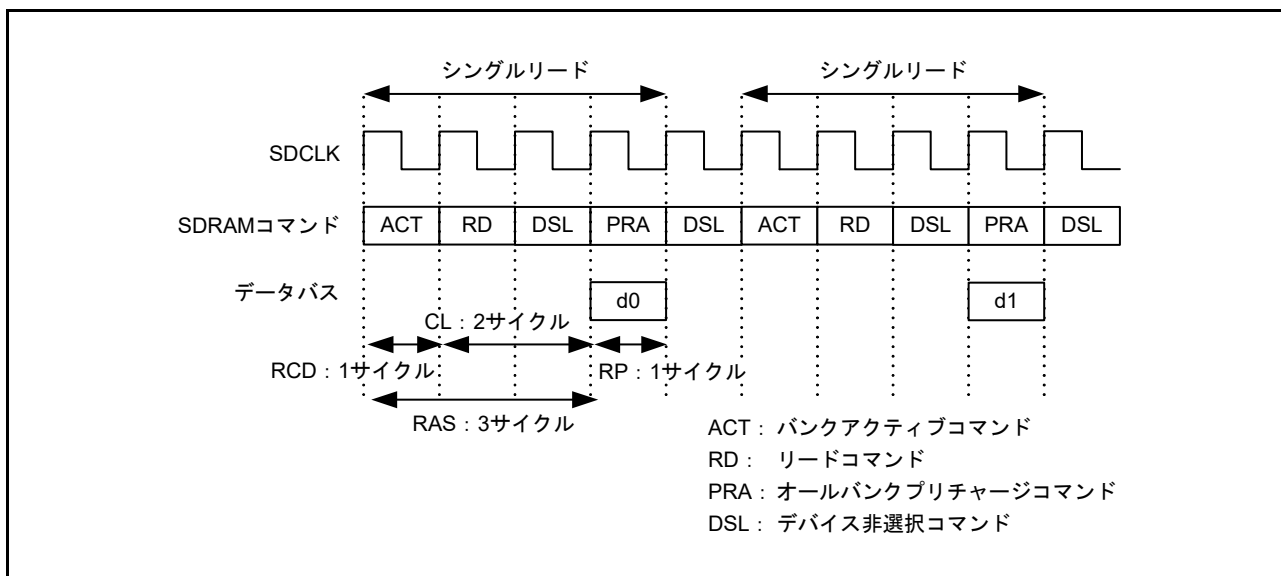 シングルリード シングルリード
SDCLK
SDRAMコマンド ACT RD DSL PRA DSL ACT RD DSL PRA DSL
データバス d0 d1
CL：2サイクル
RCD：1サイクル RP：1サイクル
RAS：3サイクル
ACT： バンクアクティブコマンド
RD： リードコマンド
PRA： オールバンクプリチャージコマンド
DSL： デバイス非選択コマンド